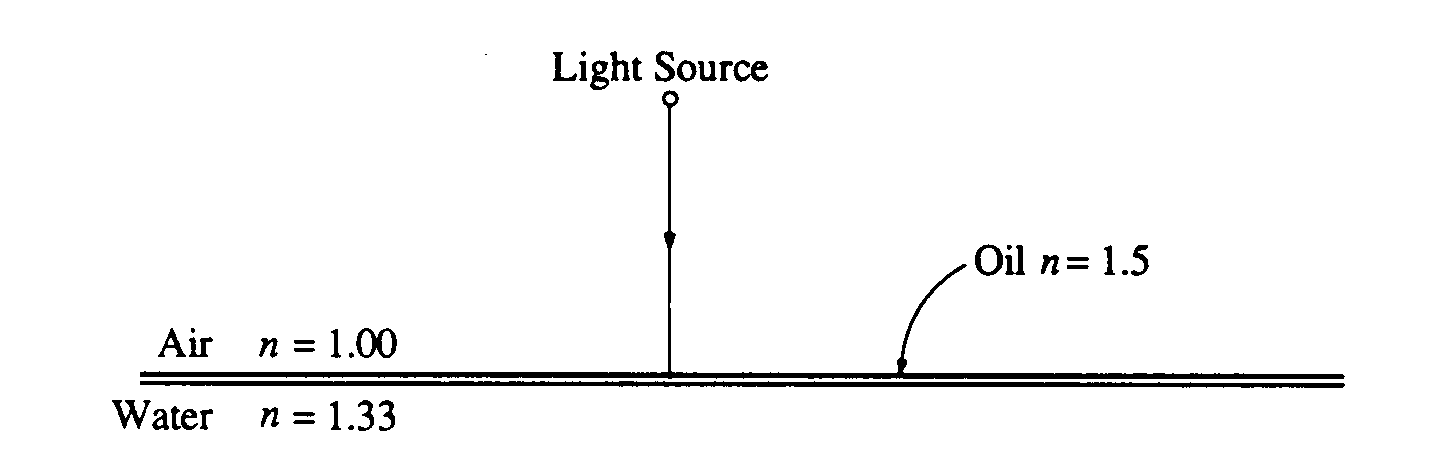 Light Source
Oil n = 1.5
Air n = 1.00
Water n = 1.33